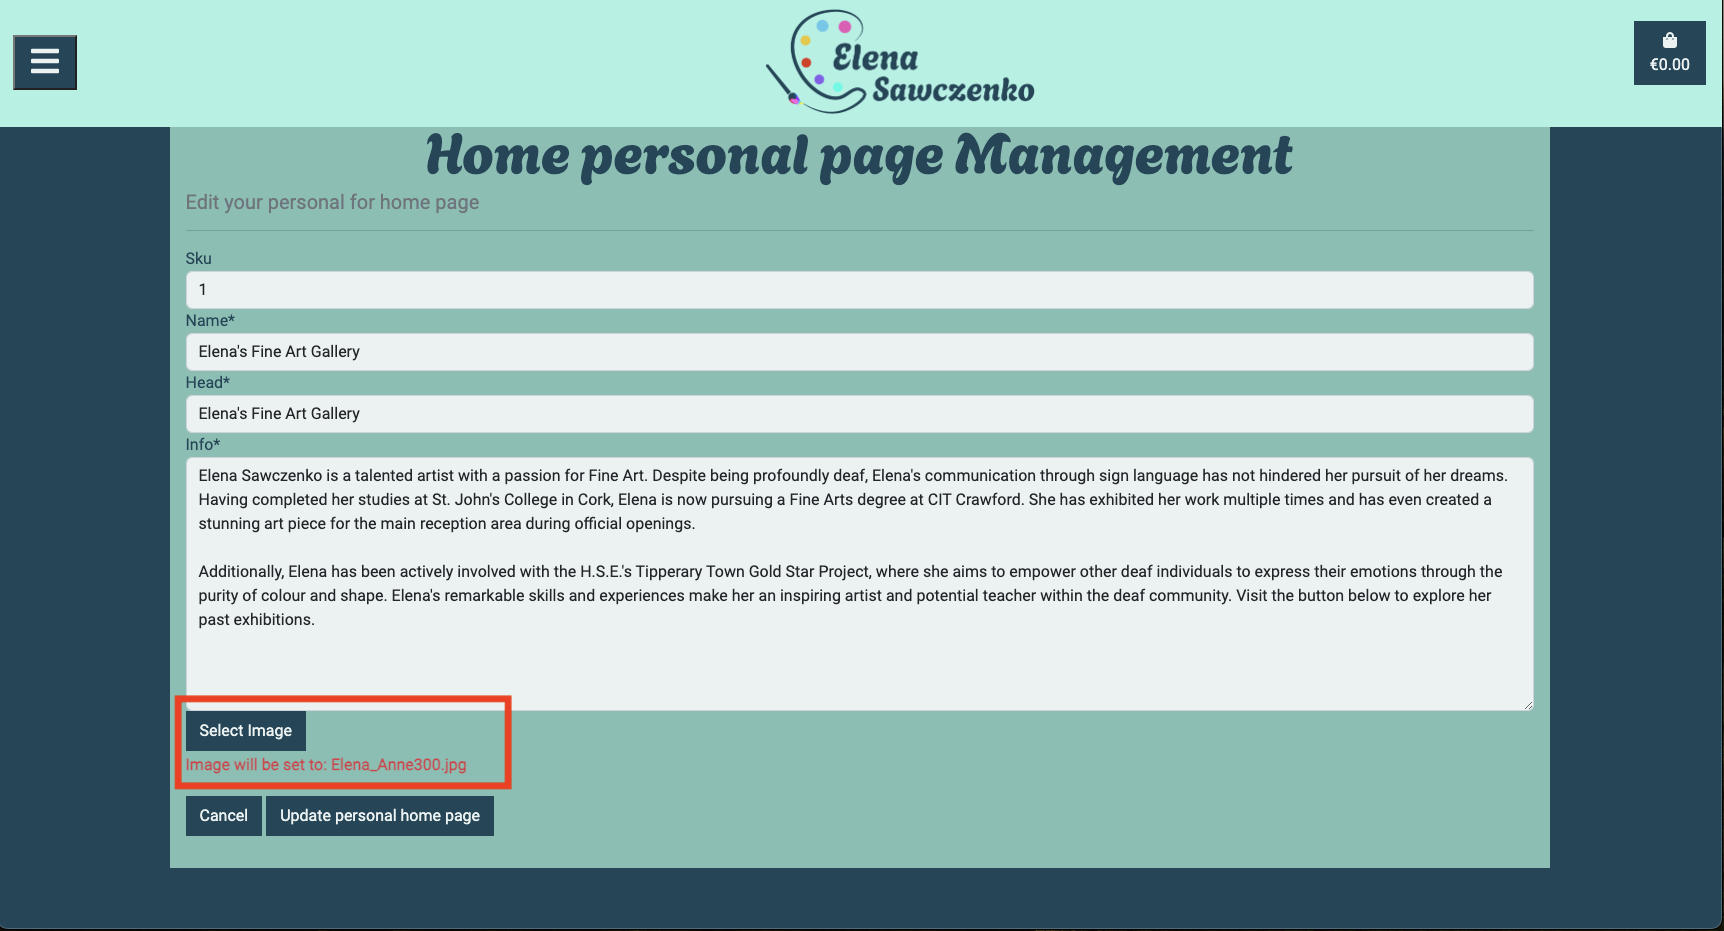 Elena
Sawczenko
€0.00
Home personal page Management
Edit your personal for home page
Sku
1
Name*
Elena's Fine Art Gallery
Head*
Elena's Fine Art Gallery
Info*
Elena Sawczenko is a talented artist with a passion for Fine Art. Despite being profoundly deaf, Elena's communication through sign language has not hindered her pursuit of her dreams.
Having completed her studies at St. John's College in Cork, Elena is now pursuing a Fine Arts degree at CIT Crawford. She has exhibited her work multiple times and has even created a
stunning art piece for the main reception area during official openings.
Additionally, Elena has been actively involved with the H.S.E.'s Tipperary Town Gold Star Project, where she aims to empower other deaf individuals to express their emotions through the
purity of colour and shape. Elena's remarkable skills and experiences make her an inspiring artist and potential teacher within the deaf community. Visit the button below to explore her
past exhibitions.
Select Image
Image will be set to: Elena_Anne300.jpg
Cancel
Update personal home page